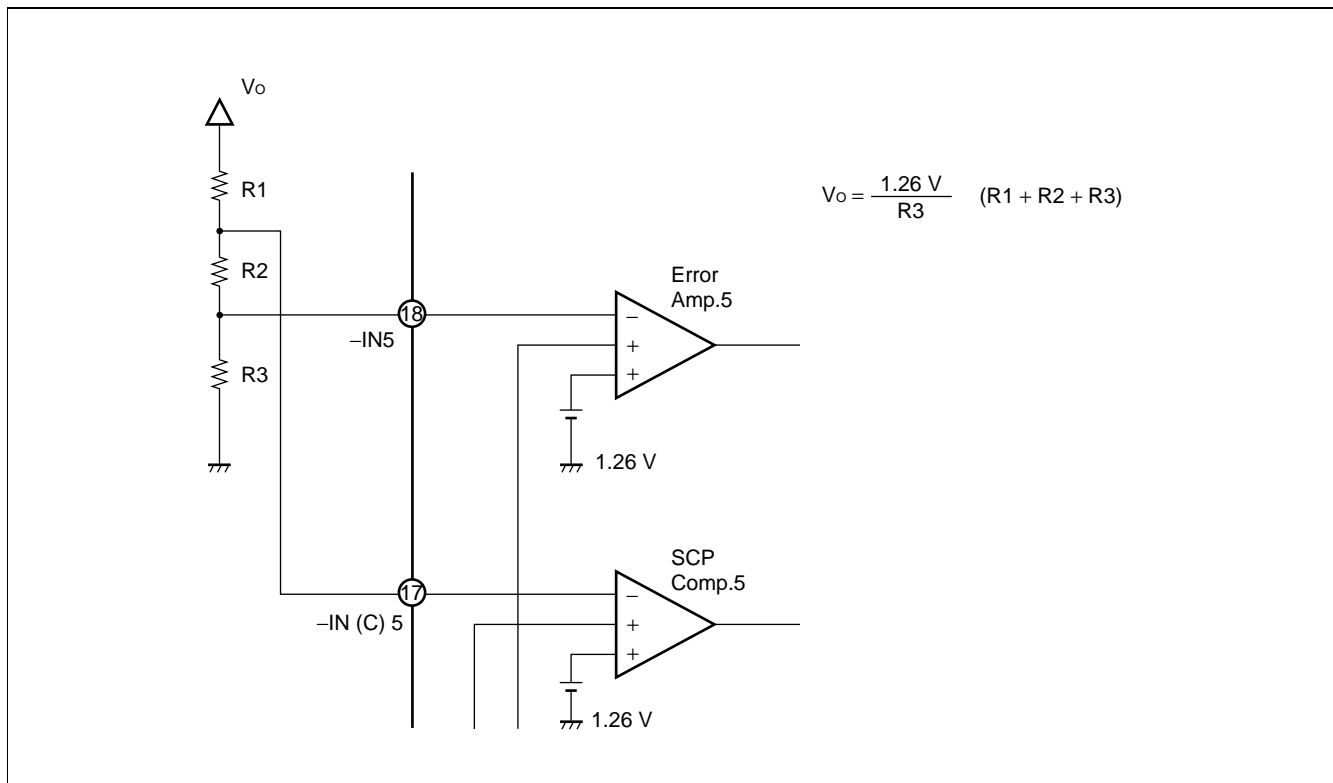 Vo
R1
Vo = 1.26 V / R3 (R1 + R2 + R3)
R2
Error
Amp.5
18
−
−IN5
+
R3
+
1.26 V
SCP
Comp.5
17
−
−IN (C) 5
+
+
1.26 V